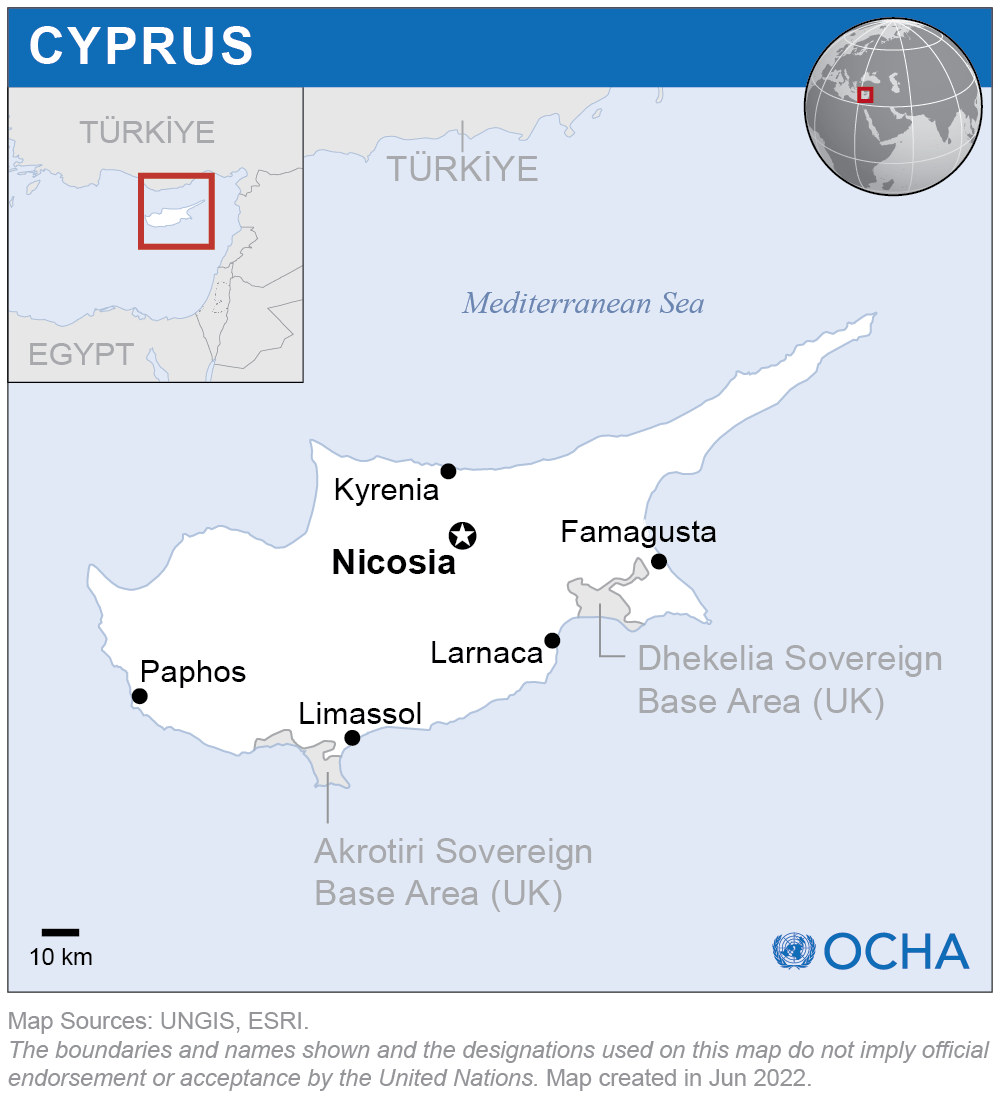 CYPRUS
TÜRKİYE
TÜRKİYE
EGYPT
Mediterranean Sea
Kyrenia
Nicosia
Famagusta
Larnaca
Dhekelia Sovereign
Base Area (UK)
Paphos
Limassol
Akrotiri Sovereign
Base Area (UK)
10 km
OCHA
Map Sources: UNGIS, ESRI.
The boundaries and names shown and the designations used on this map do not imply official
endorsement or acceptance by the United Nations. Map created in Jun 2022.